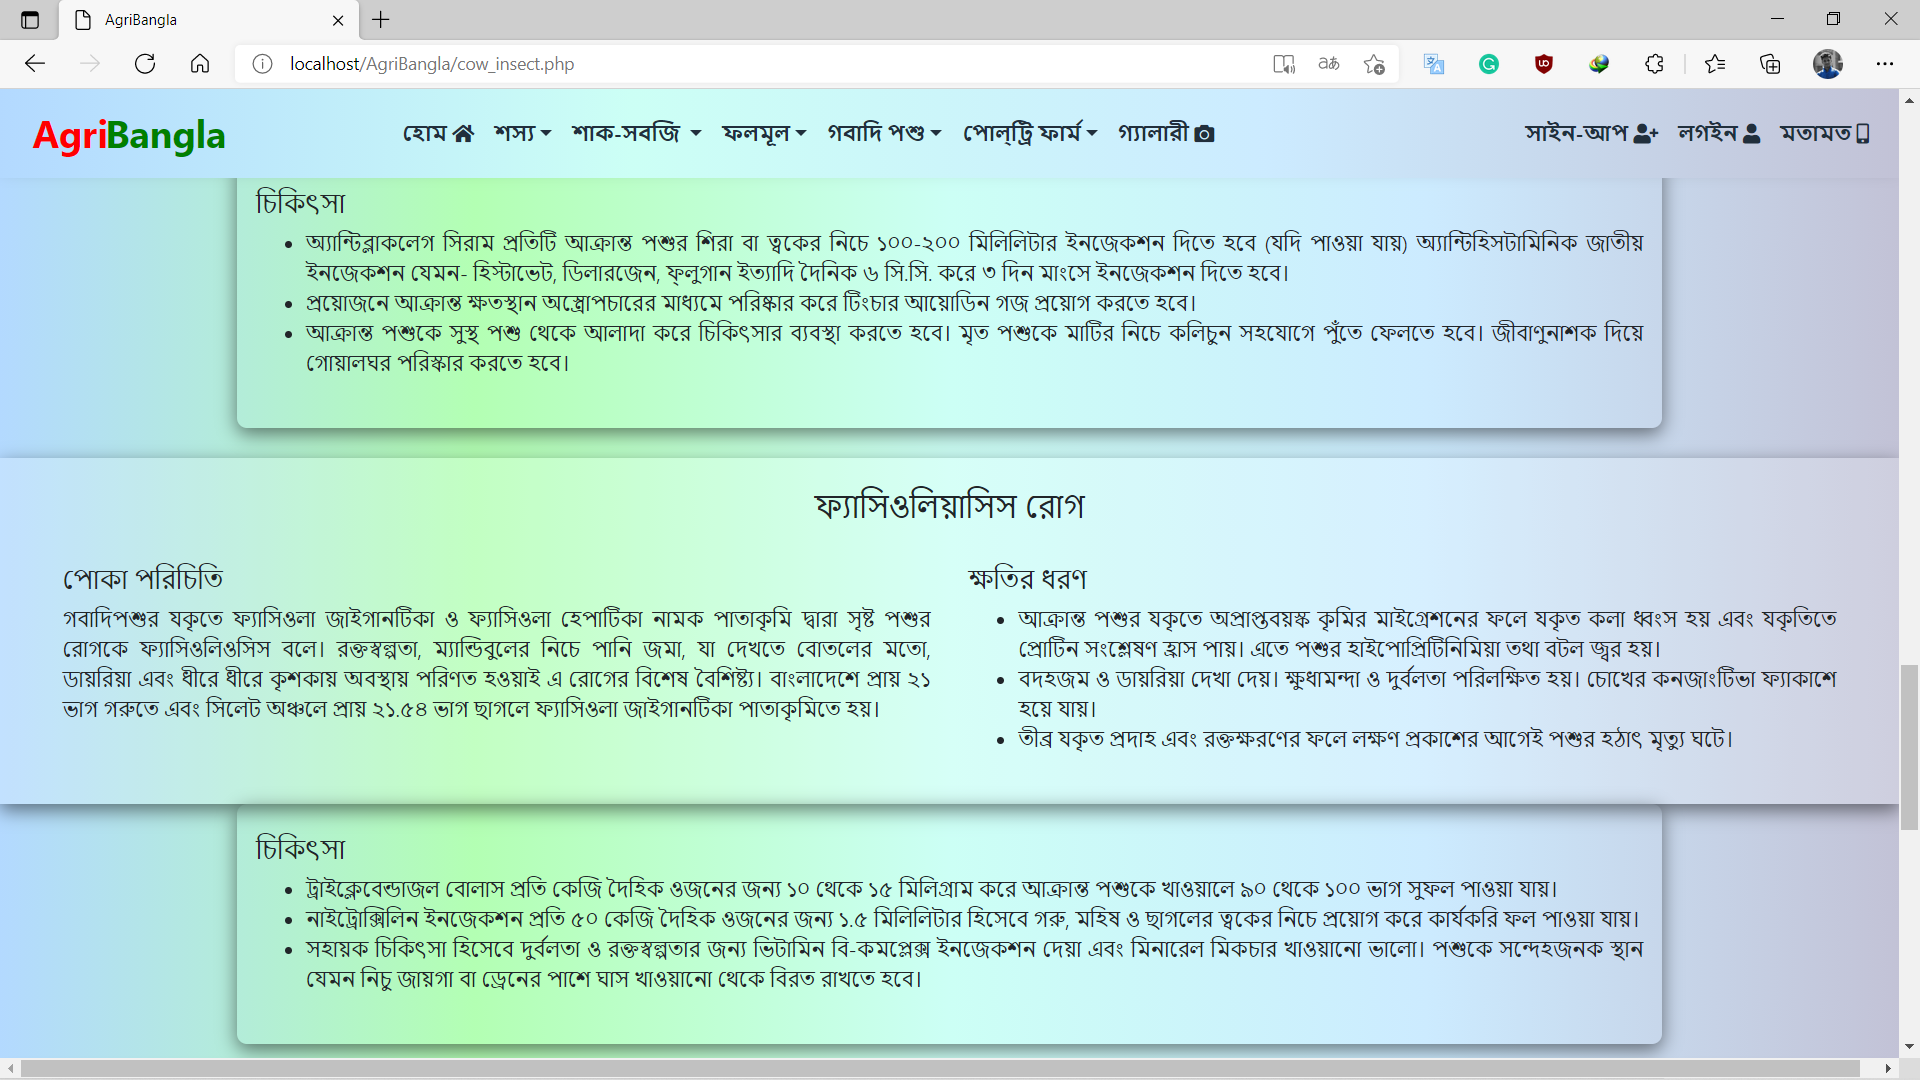 AgriBangla
localhost/AgriBangla/cow_insect.php
AgriBangla
হোম শস্য শাক-সবজি ফলমূল গবাদি পশু পোল্ট্রি ফার্ম গ্যালারী সাইন-আপ লগইন মতামত
চিকিৎসা
অ্যান্টিব্লাকলেগ সিরাম প্রতিটি আক্রান্ত পশুর শিরা বা ত্বকের নিচে ১০০-২০০ মিলিলিটার ইনজেকশন দিতে হবে (যদি পাওয়া যায়) অ্যান্টিহিসটামিনিক জাতীয়
ইনজেকশন যেমন- হিস্টাভেট, ডিলারজেন, ফ্লুগান ইত্যাদি দৈনিক ৬ সি.সি. করে ৩ দিন মাংসে ইনজেকশন দিতে হবে।
প্রয়োজনে আক্রান্ত ক্ষতস্থান অস্ত্রোপচারের মাধ্যমে পরিষ্কার করে টিংচার আয়োডিন গজ প্রয়োগ করতে হবে।
আক্রান্ত পশুকে সুস্থ পশু থেকে আলাদা করে চিকিৎসার ব্যবস্থা করতে হবে। মৃত পশুকে মাটির নিচে কলিচুন সহযোগে পুঁতে ফেলতে হবে। জীবাণুনাশক দিয়ে
গোয়ালঘর পরিস্কার করতে হবে।
ফ্যাসিওলিয়াসিস রোগ
পোকা পরিচিতি
গবাদিপশুর যকৃতে ফ্যাসিওলা জাইগানটিকা ও ফ্যাসিওলা হেপাটিকা নামক পাতাকৃমি দ্বারা সৃষ্ট পশুর
রোগকে ফ্যাসিওলিওসিস বলে। রক্তস্বল্পতা, ম্যান্ডিবুলের নিচে পানি জমা, যা দেখতে বোতলের মতো,
ডায়রিয়া এবং ধীরে ধীরে কৃশকায় অবস্থায় পরিণত হওয়াই এ রোগের বিশেষ বৈশিষ্ট্য। বাংলাদেশে প্রায় ২১
ভাগ গরুতে এবং সিলেট অঞ্চলে প্রায় ২১.৫৪ ভাগ ছাগলে ফ্যাসিওলা জাইগানটিকা পাতাকৃমিতে হয়।
ক্ষতির ধরণ
আক্রান্ত পশুর যকৃতে অপ্রাপ্তবয়স্ক কৃমির মাইগ্রেশনের ফলে যকৃত কলা ধ্বংস হয় এবং যকৃতিতে
প্রোটিন সংশ্লেষণ হ্রাস পায়। এতে পশুর হাইপোপ্রিটিনিমিয়া তথা বটল জ্বর হয়।
বদহজম ও ডায়রিয়া দেখা দেয়। ক্ষুধামন্দা ও দুর্বলতা পরিলক্ষিত হয়। চোখের কনজাংটিভা ফ্যাকাশে
হয়ে যায়।
তীব্র যকৃত প্রদাহ এবং রক্তক্ষরণের ফলে লক্ষণ প্রকাশের আগেই পশুর হঠাৎ মৃত্যু ঘটে।
চিকিৎসা
ট্রাইক্লেবেন্ডাজল বোলাস প্রতি কেজি দৈহিক ওজনের জন্য ১০ থেকে ১৫ মিলিগ্রাম করে আক্রান্ত পশুকে খাওয়ালে ৯০ থেকে ১০০ ভাগ সুফল পাওয়া যায়।
নাইট্রোক্সিলিন ইনজেকশন প্রতি ৫০ কেজি দৈহিক ওজনের জন্য ১.৫ মিলিলিটার হিসেবে গরু, মহিষ ও ছাগলের ত্বকের নিচে প্রয়োগ করে কার্যকরি ফল পাওয়া যায়।
সহায়ক চিকিৎসা হিসেবে দুর্বলতা ও রক্তস্বল্পতার জন্য ভিটামিন বি-কমপ্লেক্স ইনজেকশন দেয়া এবং মিনারেল মিকচার খাওয়ানো ভালো। পশুকে সন্দেহজনক স্থান
যেমন নিচু জায়গা বা ড্রেনের পাশে ঘাস খাওয়ানো থেকে বিরত রাখতে হবে।